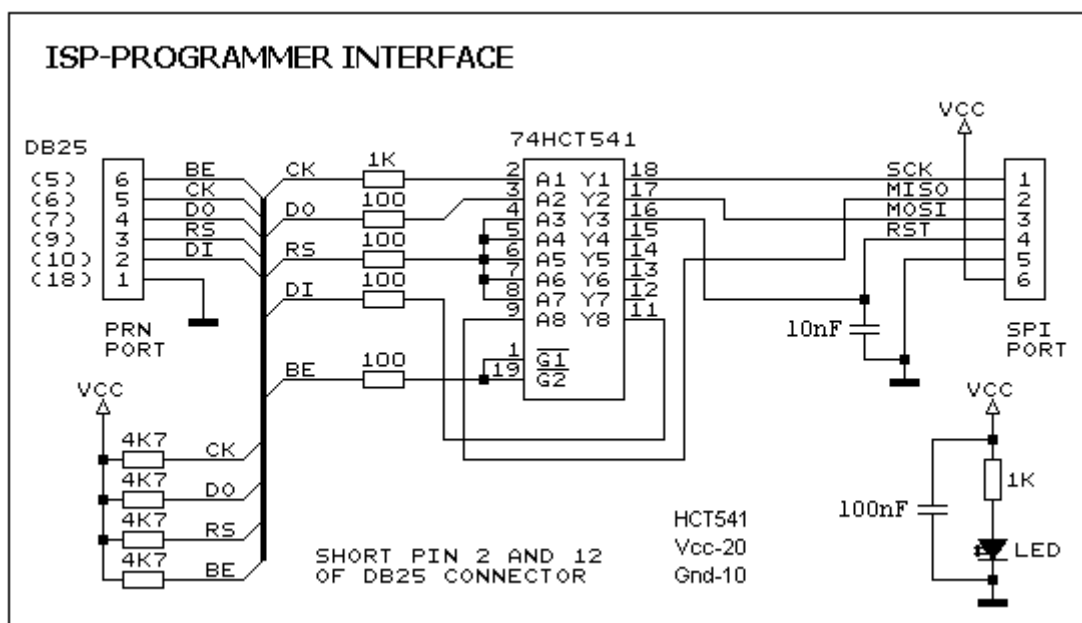 ISP-PROGRAMMER INTERFACE
DB25
(5) 6 BE
(6) 5 CK
(7) 4 DO
(9) 3 RS
(10) 2 DI
(18) 1
PRN
PORT
CK 1K
DO 100
RS 100
DI 100
BE 100
74HCT541
2 A1 Y1 18
3 A2 Y2 17
4 A3 Y3 16
5 A4 Y4 15
6 A5 Y5 14
7 A6 Y6 13
8 A7 Y7 12
9 A8 Y8 11
1 G1
19 G2
VCC
SCK 1
MISO 2
MOSI 3
RST 4
5
6
10nF
SPI
PORT
VCC
4K7 CK
4K7 DO
4K7 RS
4K7 BE
SHORT PIN 2 AND 12
OF DB25 CONNECTOR
HCT541
Vcc-20
Gnd-10
VCC
1K
100nF
LED